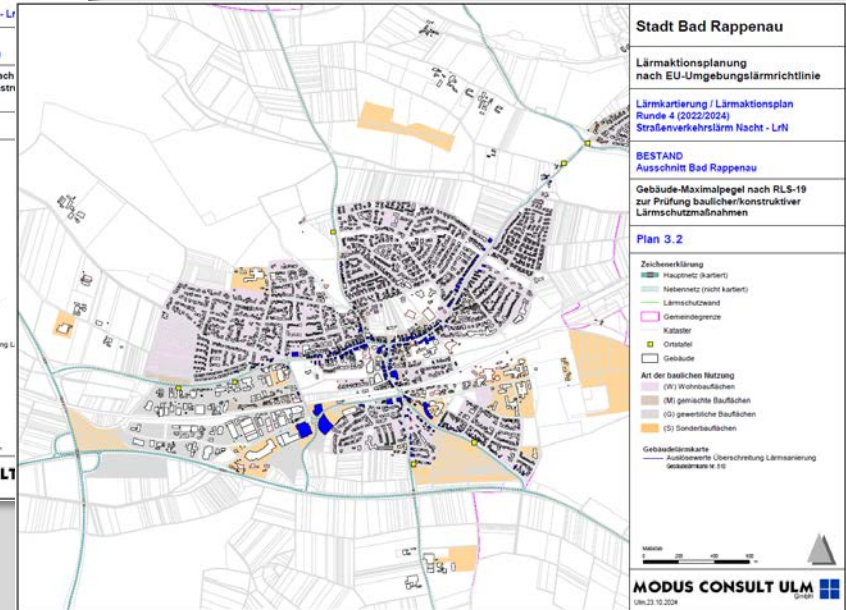 Stadt Bad Rappenau
Lärmaktionsplanung
nach EU-Umgebungslärmrichtlinie
Lärmkartierung / Lärmaktionsplan
Runde 4 (2022/2024)
Straßenverkehrslärm Nacht - LrN
BESTAND
Ausschnitt Bad Rappenau
Gebäude-Maximalpegel nach RLS-19
zur Prüfung baulicher/konstruktiver
Lärmschutzmaßnahmen
Plan 3.2
Zeichenerklärung
Hauptnetz (kartiert)
Nebennetz (nicht kartiert)
Lärmschutzwand
Gemeindegrenze
Kataster
Ortstafel
Gebäude
Art der baulichen Nutzung
(W) Wohnbauflächen
(M) gemischte Bauflächen
(G) gewerbliche Bauflächen
(S) Sonderbauflächen
Gebäudelärmkarte
Auslösewerte Überschreitung Lärmsanierung
MODUS CONSULT ULM
GmbH
Ulm,23.10.2024